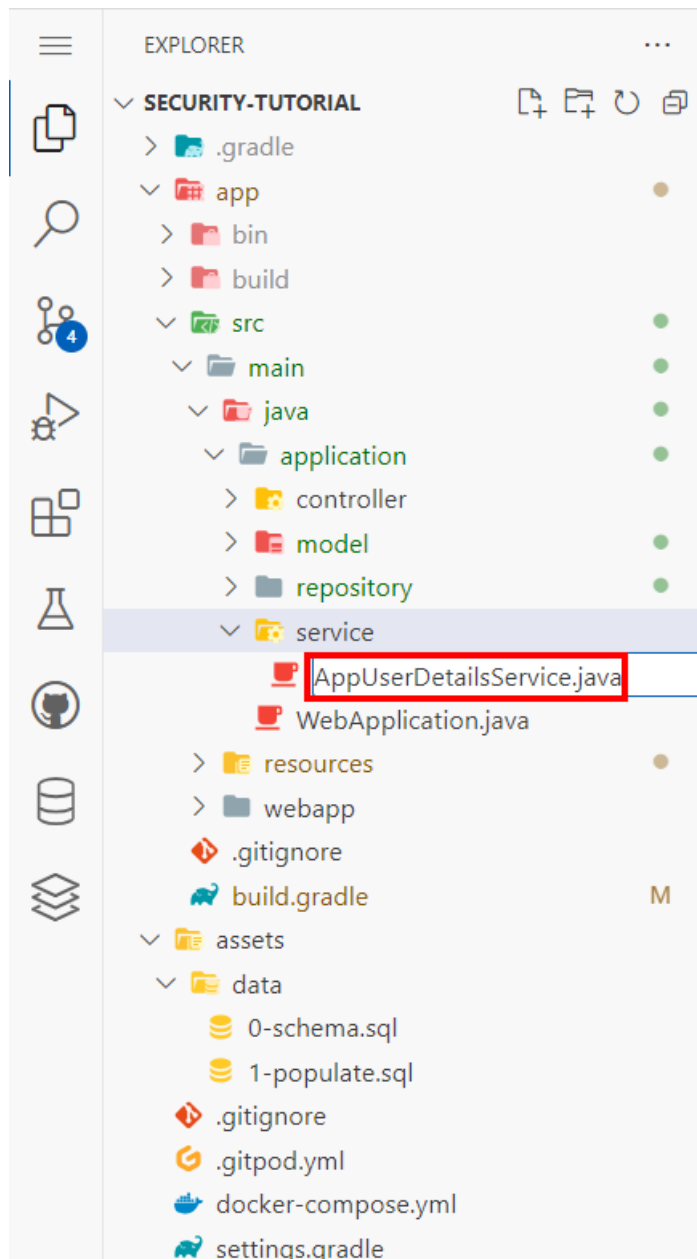 EXPLORER ...
SECURITY-TUTORIAL
.gradle
app
bin
build
src
4
main
java
application
controller
model
repository
service
AppUserDetailsService.java
WebApplication.java
resources
webapp
.gitignore
build.gradle M
assets
data
0-schema.sql
1-populate.sql
.gitignore
.gitpod.yml
docker-compose.yml
settings.gradle